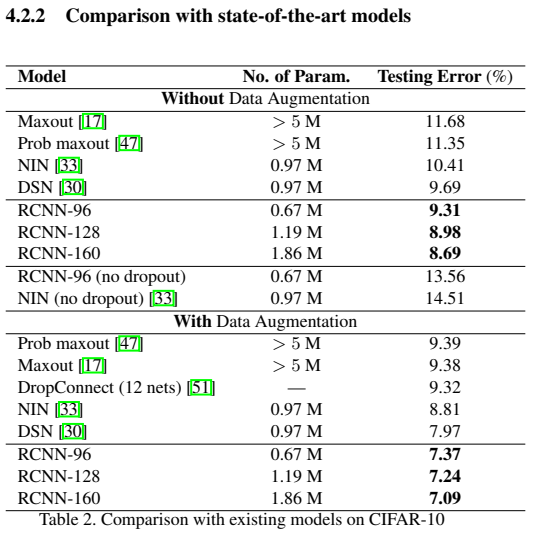 4.2.2 Comparison with state-of-the-art models
Model No. of Param. Testing Error (%)
Without Data Augmentation
Maxout [17] > 5 M 11.68
Prob maxout [47] > 5 M 11.35
NIN [33] 0.97 M 10.41
DSN [30] 0.97 M 9.69
RCNN-96 0.67 M 9.31
RCNN-128 1.19 M 8.98
RCNN-160 1.86 M 8.69
RCNN-96 (no dropout) 0.67 M 13.56
NIN (no dropout) [33] 0.97 M 14.51
With Data Augmentation
Prob maxout [47] > 5 M 9.39
Maxout [17] > 5 M 9.38
DropConnect (12 nets) [51] — 9.32
NIN [33] 0.97 M 8.81
DSN [30] 0.97 M 7.97
RCNN-96 0.67 M 7.37
RCNN-128 1.19 M 7.24
RCNN-160 1.86 M 7.09
Table 2. Comparison with existing models on CIFAR-10